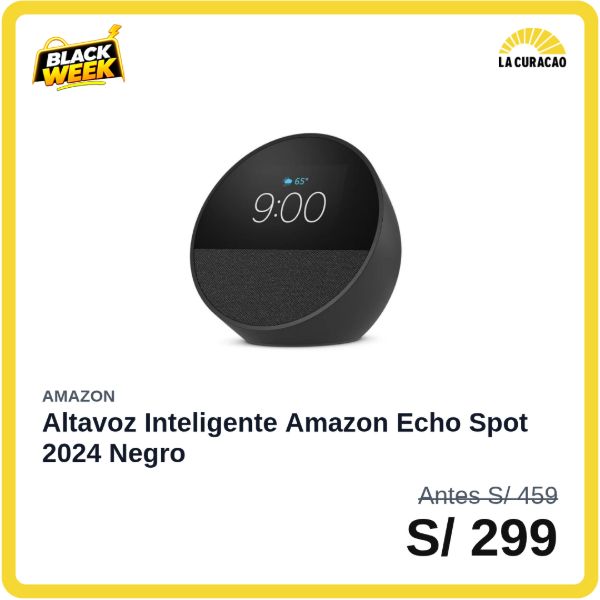 BLACK
WEEK
LA CURACAO
65°
9:00
AMAZON
Altavoz Inteligente Amazon Echo Spot
2024 Negro
Antes S/ 459
S/ 299